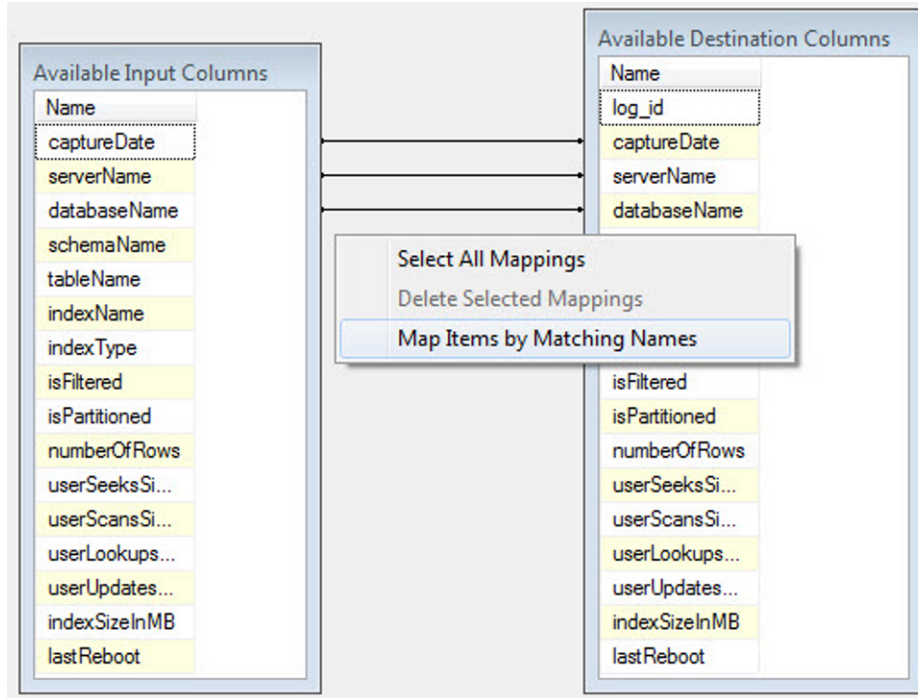 Available Input Columns
Name
captureDate
serverName
databaseName
schemaName
tableName
indexName
indexType
isFiltered
isPartitioned
numberOfRows
userSeeksSi...
userScansSi...
userLookups...
userUpdates...
indexSizeInMB
lastReboot
Select All Mappings
Delete Selected Mappings
Map Items by Matching Names
Available Destination Columns
Name
log_id
captureDate
serverName
databaseName
isFiltered
isPartitioned
numberOfRows
userSeeksSi...
userScansSi...
userLookups...
userUpdates...
indexSizeInMB
lastReboot